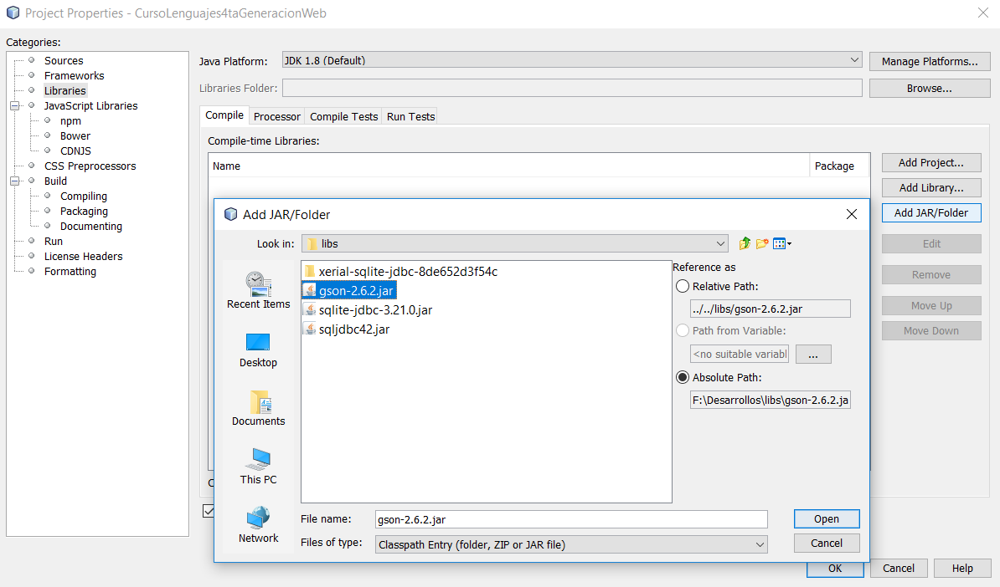 Project Properties - CursoLenguajes4taGeneracionWeb
Categories:
Sources
Frameworks
Libraries
JavaScript Libraries
npm
Bower
CDNJS
CSS Preprocessors
Build
Compiling
Packaging
Documenting
Run
License Headers
Formatting
Java Platform:
JDK 1.8 (Default)
Manage Platforms...
Libraries Folder:
Browse...
Compile
Processor
Compile Tests
Run Tests
Compile-time Libraries:
Name
Package
Add Project...
Add Library...
Add JAR/Folder
Edit
Remove
Move Up
Move Down
Add JAR/Folder
Look in:
libs
Recent Items
Desktop
Documents
This PC
Network
xerial-sqlite-jdbc-8de652d3f54c
gson-2.6.2.jar
sqlite-jdbc-3.21.0.jar
sqljdbc42.jar
Reference as
Relative Path:
../../libs/gson-2.6.2.jar
Path from Variable:
<no suitable variabl
...
Absolute Path:
F:\Desarrollos\libs\gson-2.6.2.ja
File name:
gson-2.6.2.jar
Open
Files of type:
Classpath Entry (folder, ZIP or JAR file)
Cancel
OK
Cancel
Help